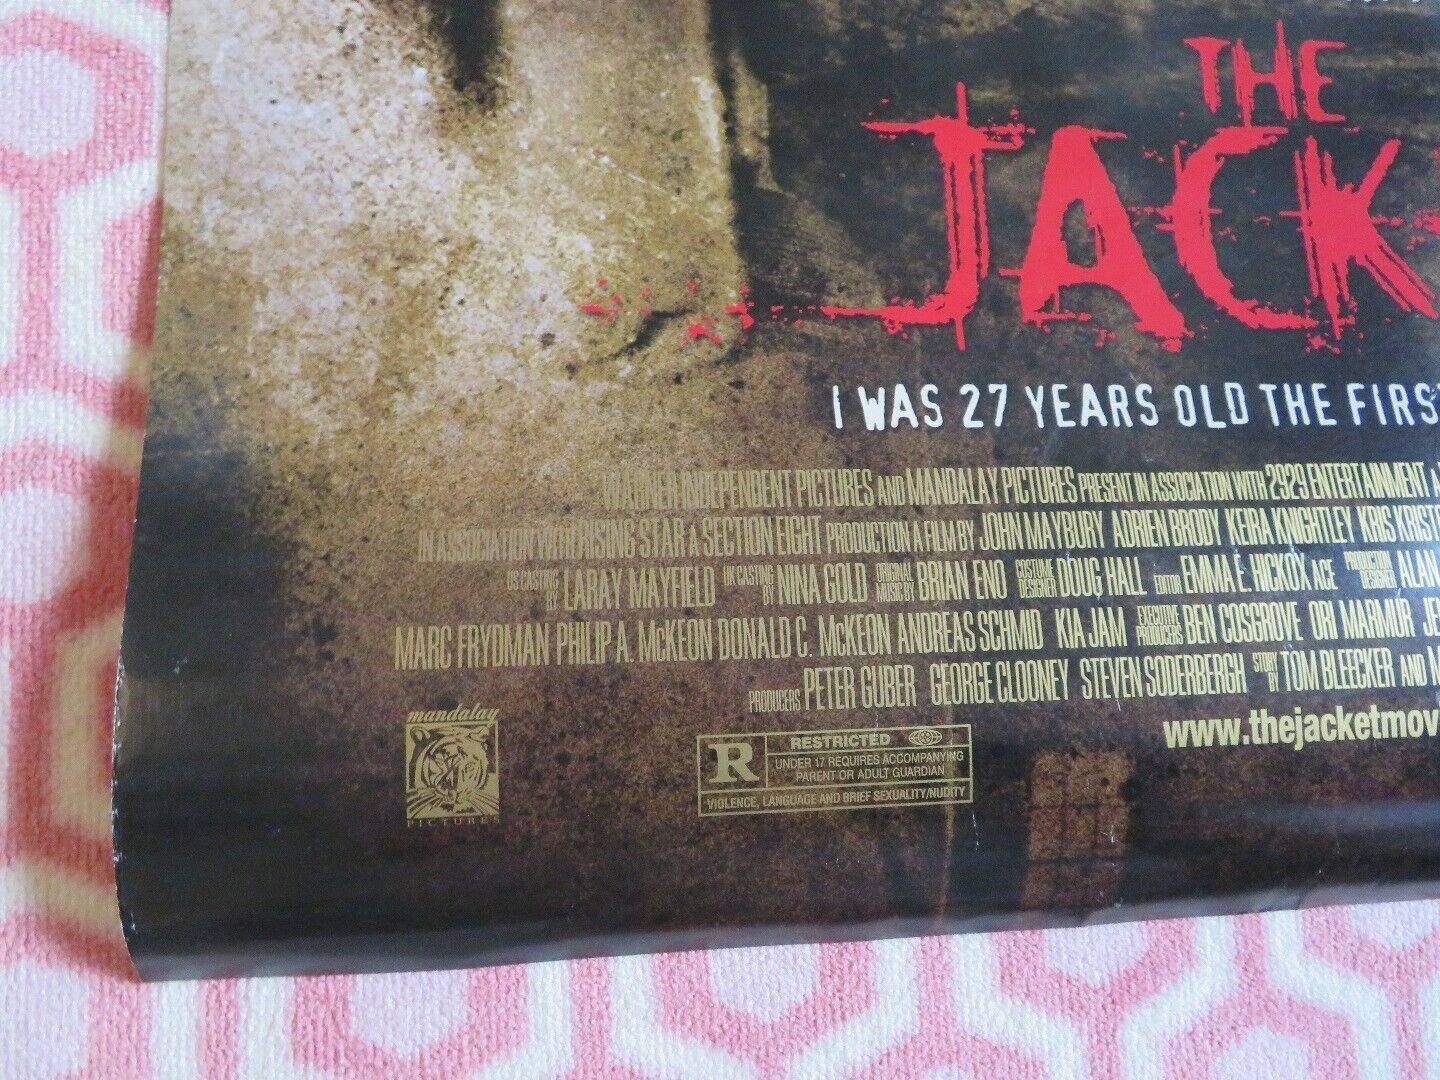 THE
JACK
I WAS 27 YEARS OLD THE FIRS
WARNER INDEPENDENT PICTURES AND MANDALAY PICTURES PRESENT IN ASSOCIATION WITH 2929 ENTERTAINMENT A
IN ASSOCIATION WITH RISING STAR A SECTION EIGHT PRODUCTION A FILM BY JOHN MAYBURY ADRIEN BRODY KEIRA KNIGHTLEY KRIS KRISTO
US CASTING BY LARAY MAYFIELD UK CASTING BY NINA GOLD ORIGINAL MUSIC BY BRIAN ENO COSTUME DESIGNER DOUG HALL EDITOR EMMA E. HICKOX ACE PRODUCTION DESIGNER ALAN
MARC FRYDMAN PHILIP A. McKEON DONALD C. McKEON ANDREAS SCHMID KIA JAM EXECUTIVE PRODUCERS BEN COSGROVE ORI MARMUR JE
PRODUCERS PETER GUBER GEORGE CLOONEY STEVEN SODERBERGH STORY BY TOM BLEECKER AND M
www.thejacketmov
mandalay
PICTURES
R RESTRICTED
UNDER 17 REQUIRES ACCOMPANYING
PARENT OR ADULT GUARDIAN
VIOLENCE, LANGUAGE AND BRIEF SEXUALITY/NUDITY